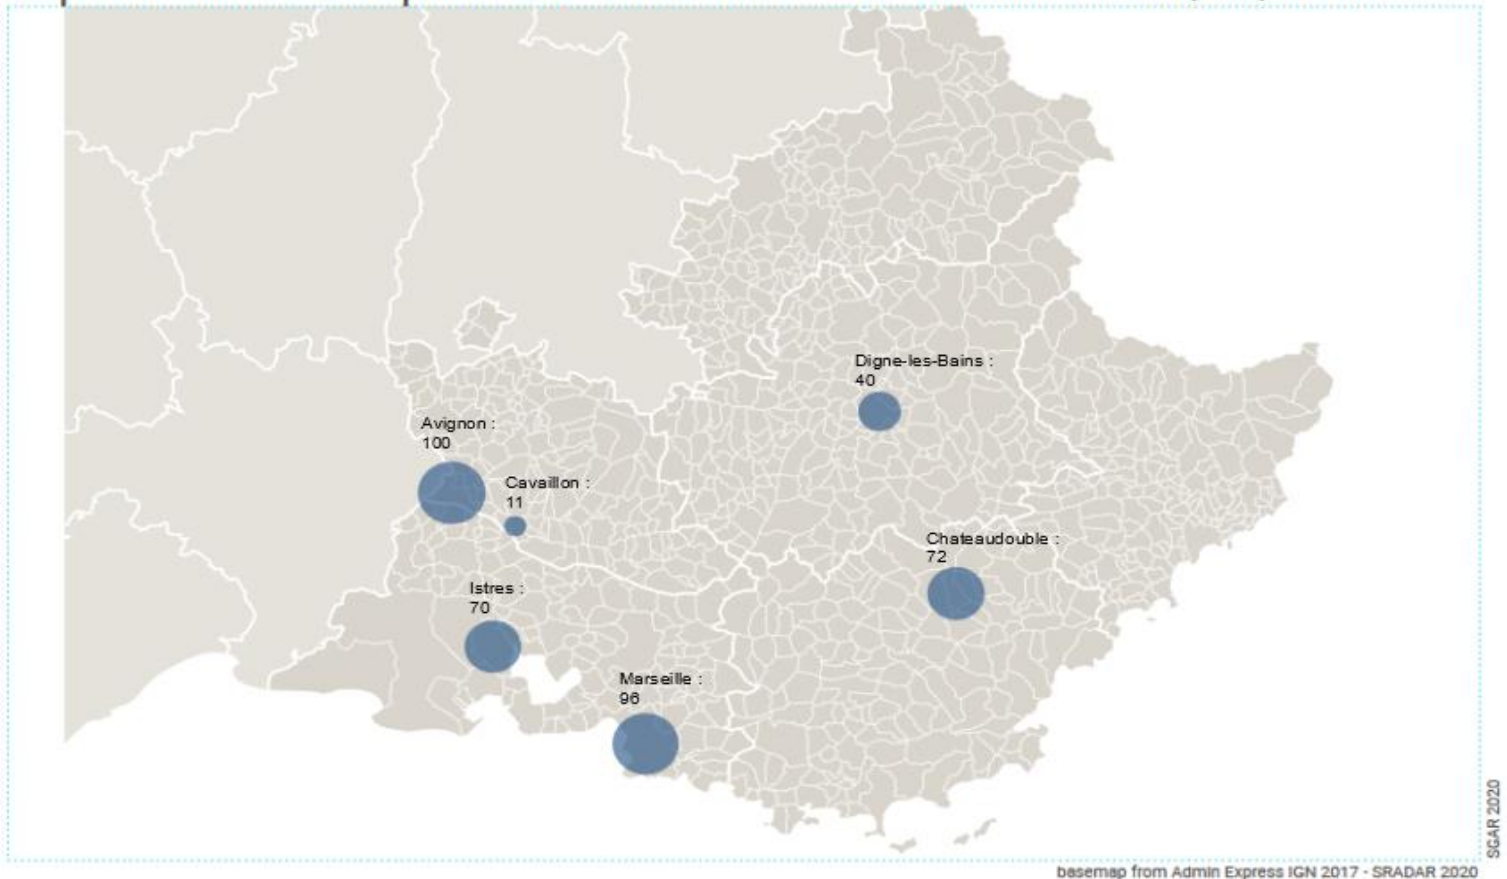 Digne-les-Bains :
40
Avignon :
100
Cavaillon :
11
Chateaudouble :
72
Istres :
70
Marseille :
96
SGAR 2020
basemap from Admin Express IGN 2017 - SRADAR 2020